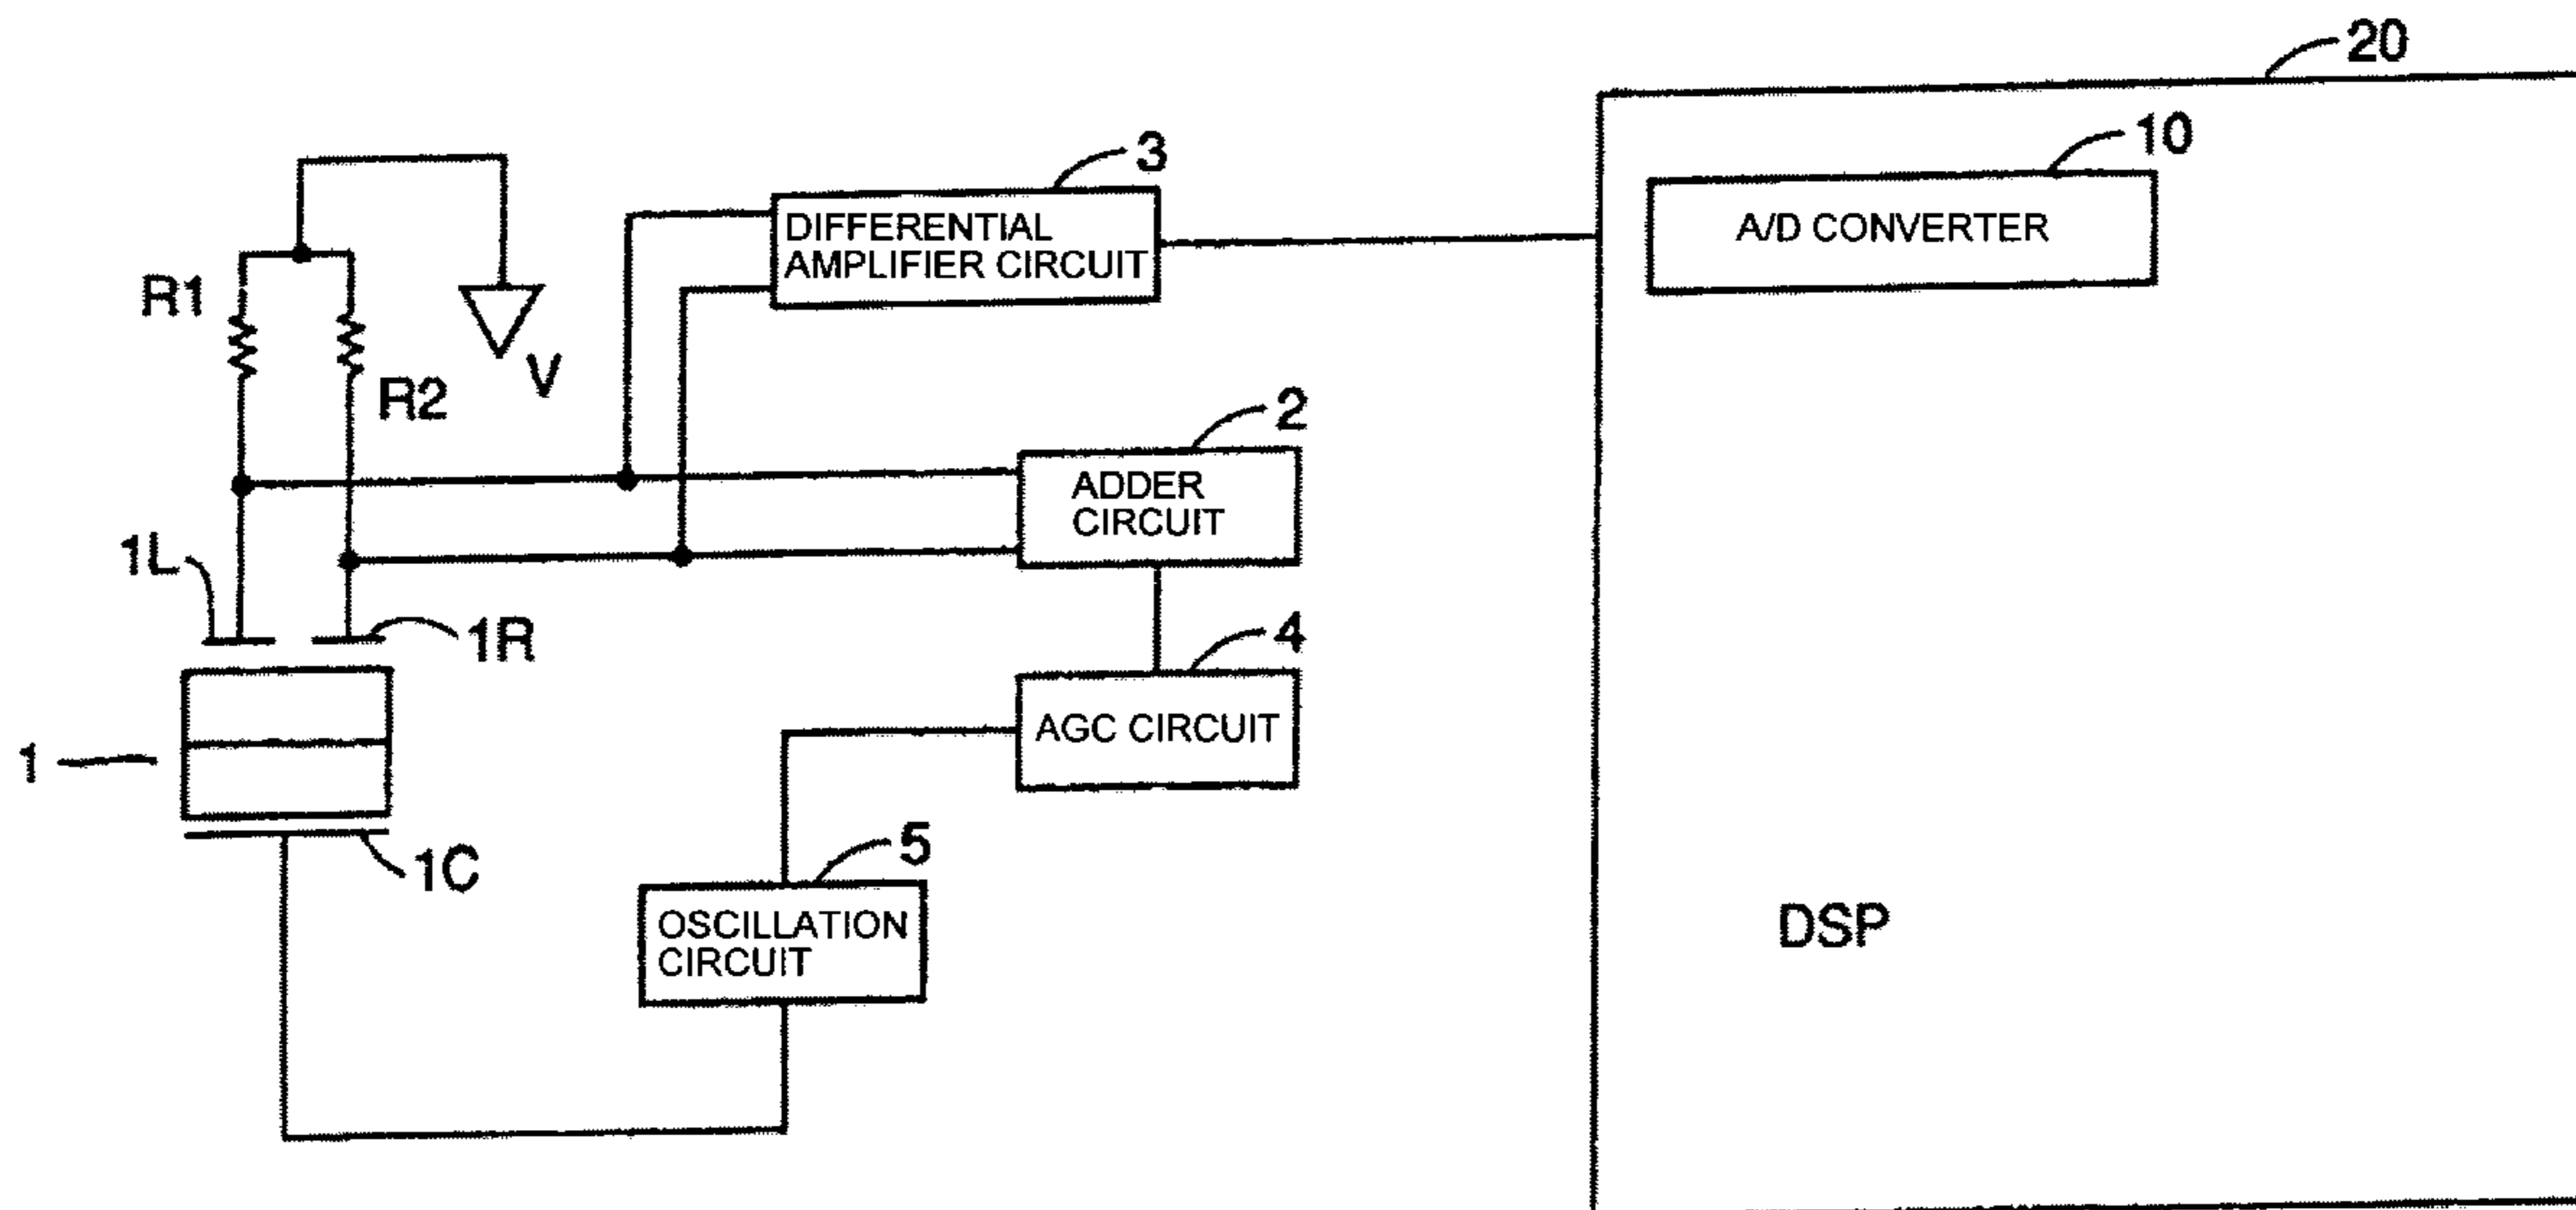 20
10
3
DIFFERENTIAL
AMPLIFIER CIRCUIT
A/D CONVERTER
R1
V
R2
2
ADDER
CIRCUIT
1L
1R
4
AGC CIRCUIT
1
1C
5
OSCILLATION
CIRCUIT
DSP